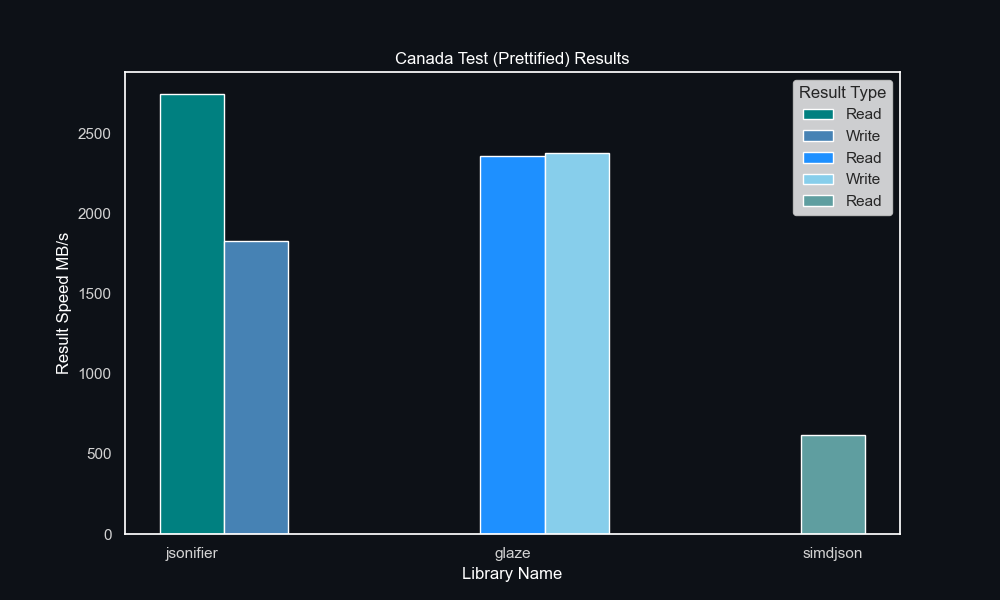 Canada Test (Prettified) Results
Result Type
Read
Write
Read
Write
Read
Result Speed MB/s
2500
2000
1500
1000
500
0
jsonifier
glaze
simdjson
Library Name